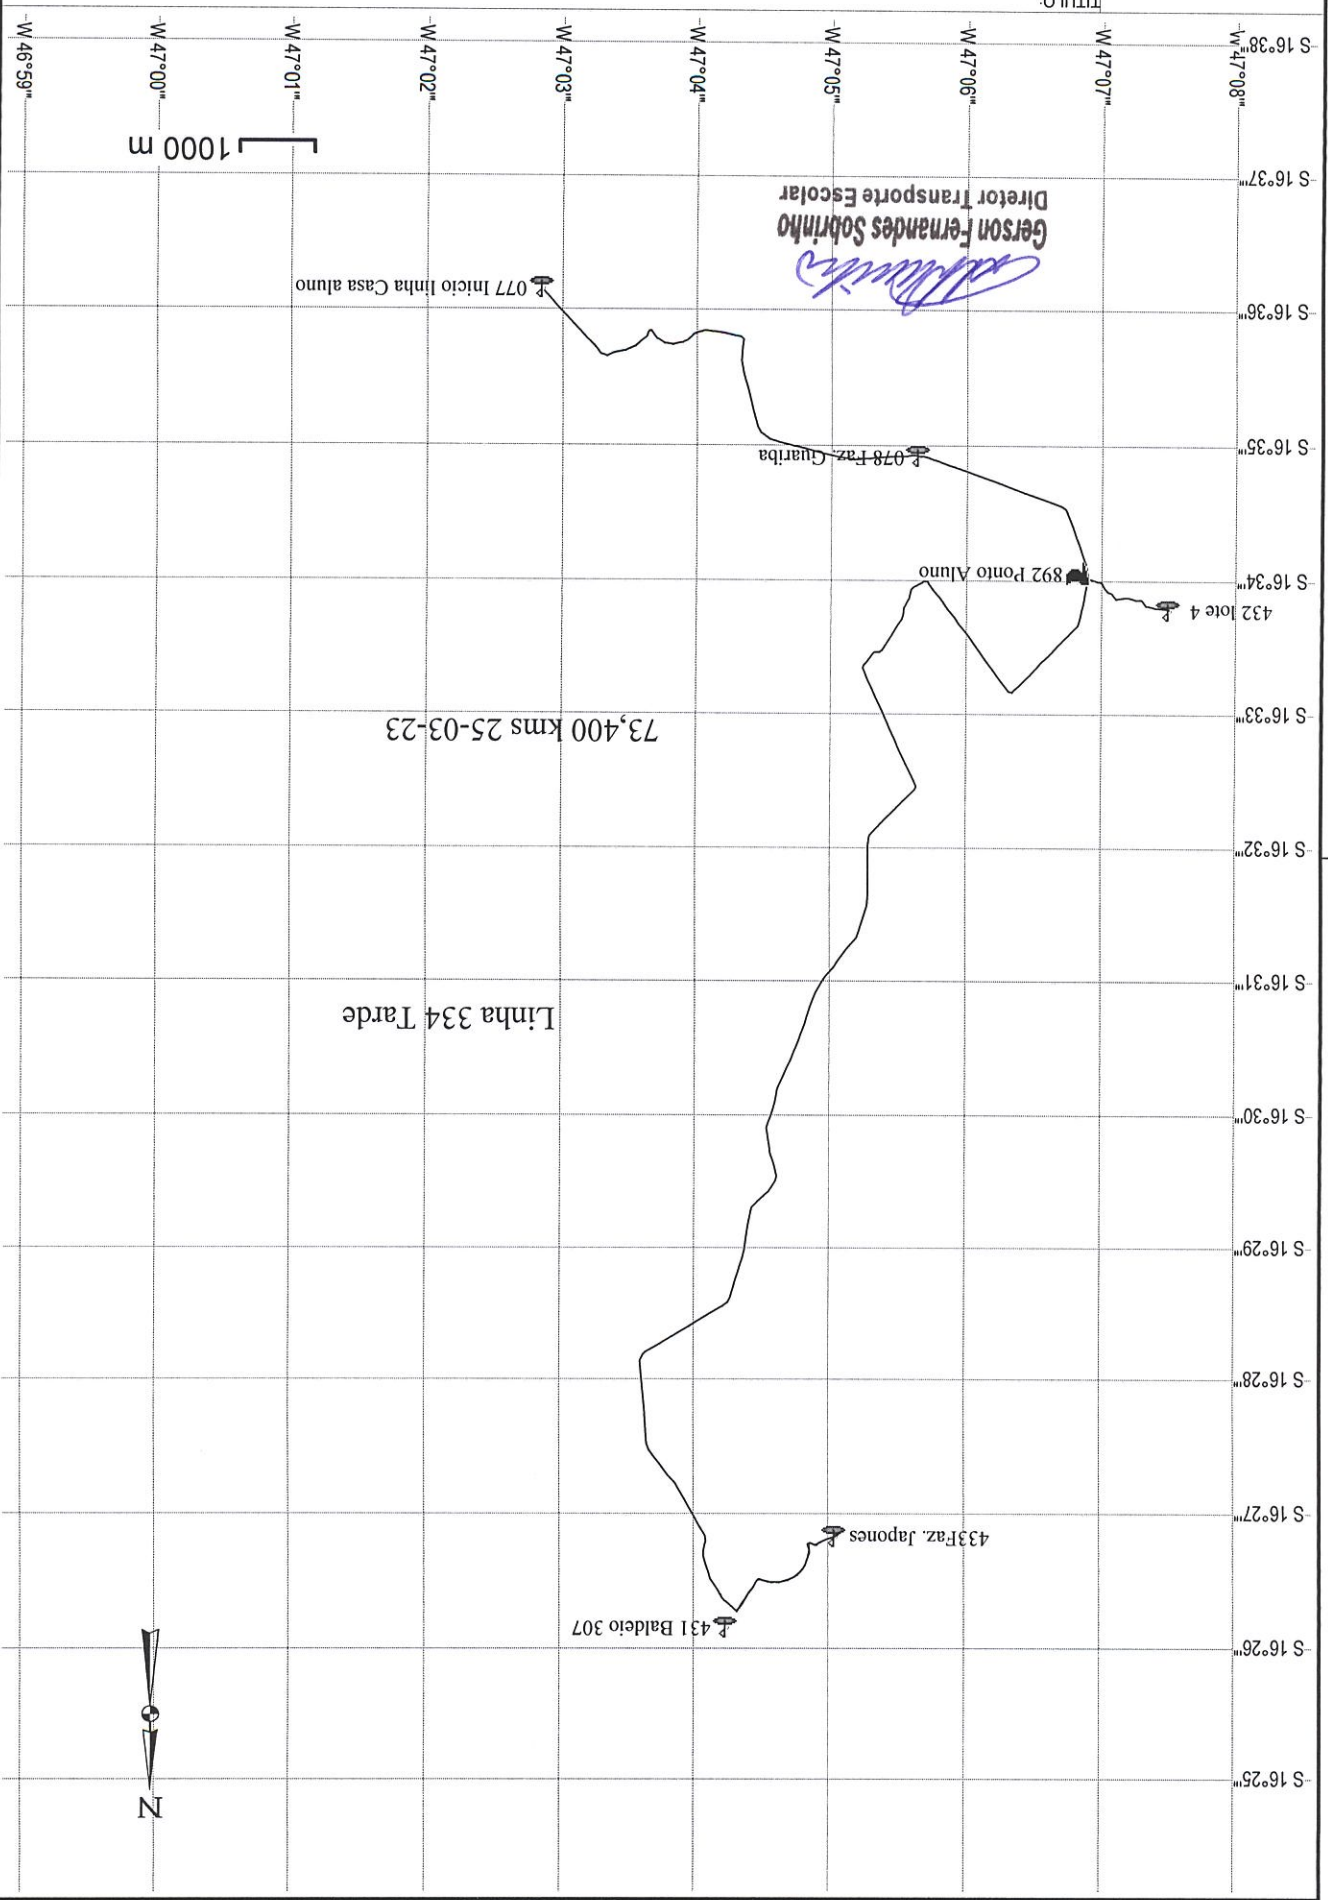 N
S 16°25'"
S 16°26'"
431 Baldeio 307
433Faz. Japones
S 16°27'"
S 16°28'"
S 16°29'"
S 16°30'"
Linha 334 Tarde
S 16°31'"
S 16°32'"
73,400 kms 25-03-23
S 16°33'"
432 lote 4
892 Ponto Aluno
S 16°34'"
078 Faz. Guariba
S 16°35'"
077 Inicio linha Casa aluno
S 16°36'"
Gerson Fernandes Sobrinho
Diretor Transporte Escolar
S 16°37'"
1000 m
S 16°38'"
W 47°08'"
W 47°07'"
W 47°06'"
W 47°05'"
W 47°04'"
W 47°03'"
W 47°02'"
W 47°01'"
W 47°00'"
W 46°59'"
TITULO: